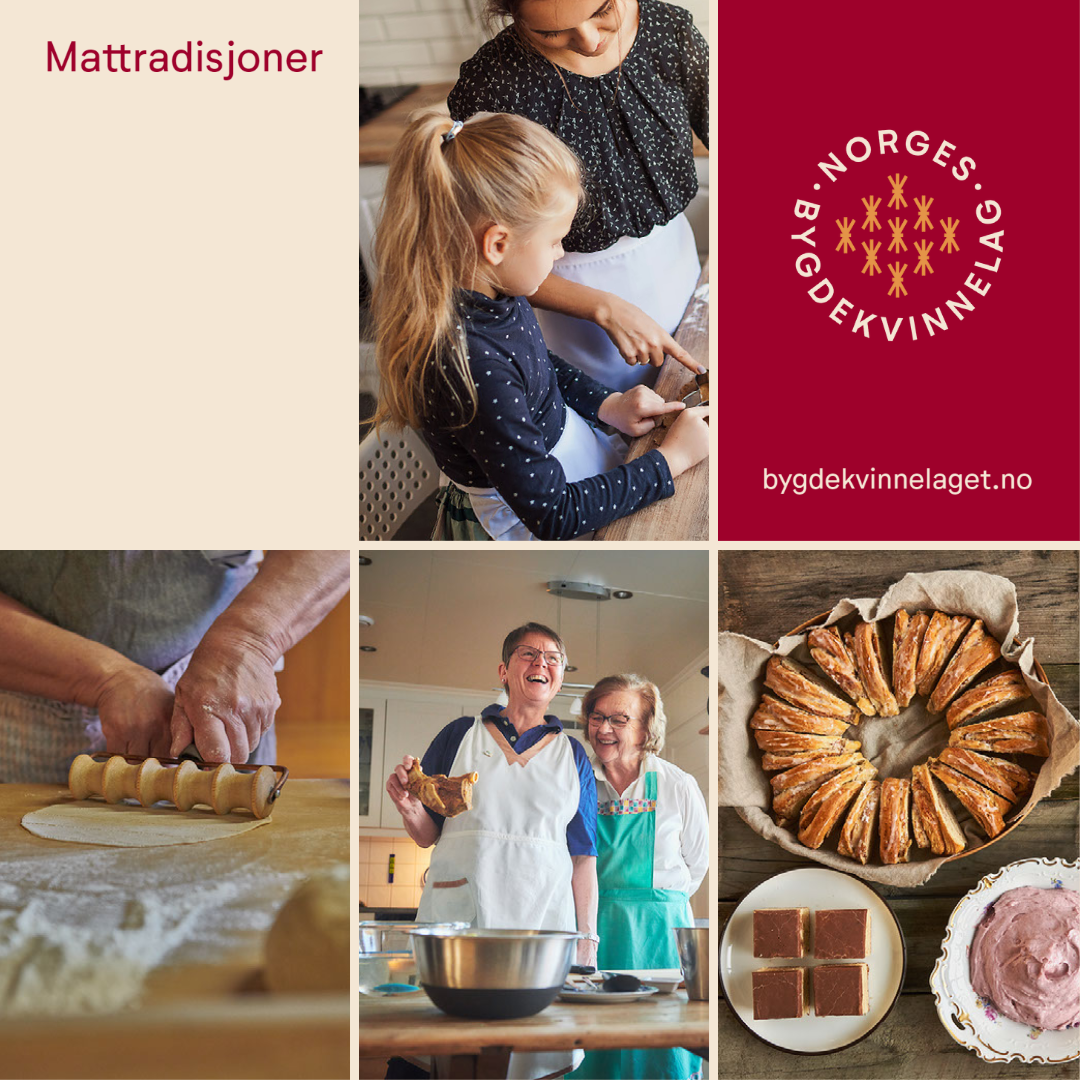 Mattradisjoner
· NORGES ·
BYGDEKVINNELAG
bygdekvinnelaget.no